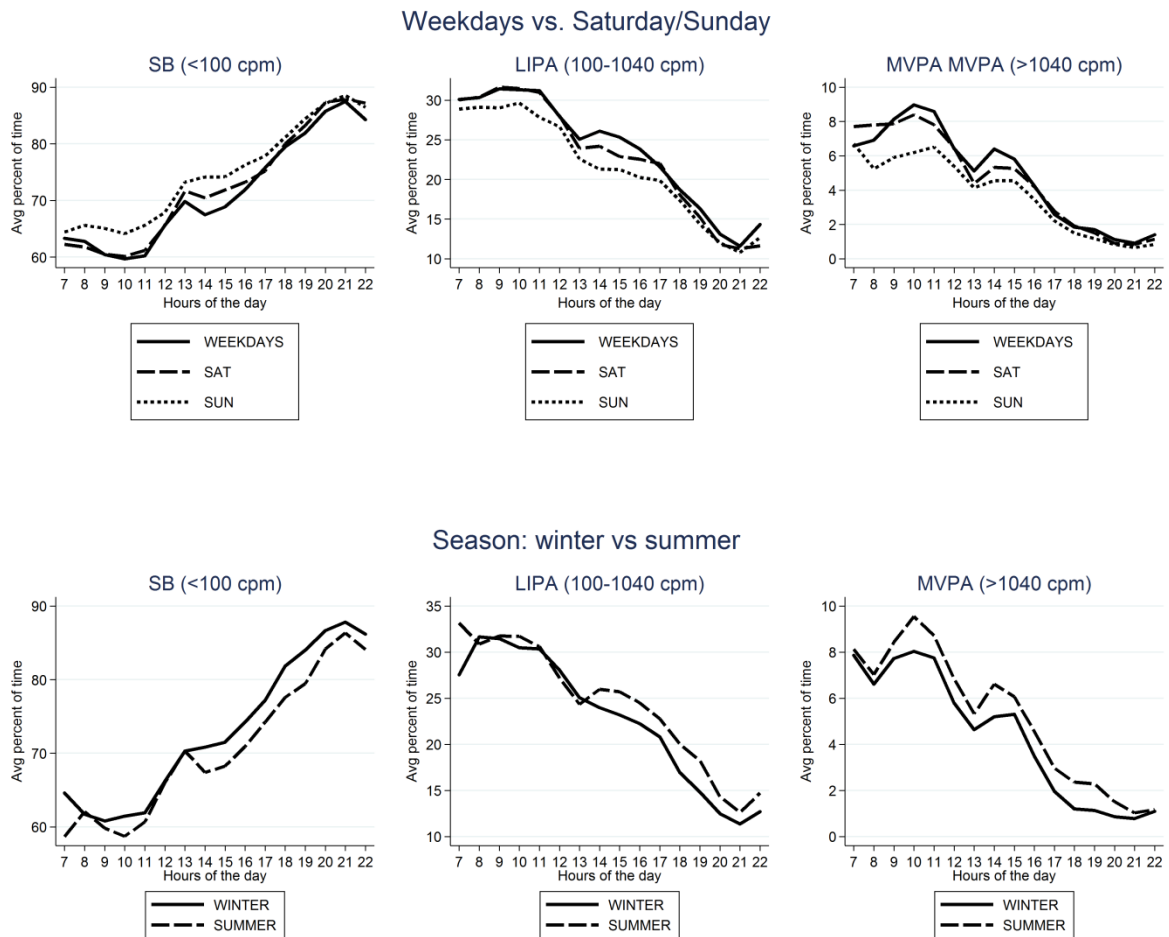 Weekdays vs. Saturday/Sunday
SB (<100 cpm)
LIPA (100-1040 cpm)
MVPA MVPA (>1040 cpm)
Avg percent of time
90
80
70
60
7 8 9 10 11 12 13 14 15 16 17 18 19 20 21 22
Hours of the day
Avg percent of time
30
25
20
15
10
7 8 9 10 11 12 13 14 15 16 17 18 19 20 21 22
Hours of the day
Avg percent of time
10
8
6
4
2
0
7 8 9 10 11 12 13 14 15 16 17 18 19 20 21 22
Hours of the day
WEEKDAYS
SAT
SUN
WEEKDAYS
SAT
SUN
WEEKDAYS
SAT
SUN
Season: winter vs summer
SB (<100 cpm)
LIPA (100-1040 cpm)
MVPA (>1040 cpm)
Avg percent of time
90
80
70
60
7 8 9 10 11 12 13 14 15 16 17 18 19 20 21 22
Hours of the day
Avg percent of time
35
30
25
20
15
10
7 8 9 10 11 12 13 14 15 16 17 18 19 20 21 22
Hours of the day
Avg percent of time
10
8
6
4
2
0
7 8 9 10 11 12 13 14 15 16 17 18 19 20 21 22
Hours of the day
WINTER
SUMMER
WINTER
SUMMER
WINTER
SUMMER